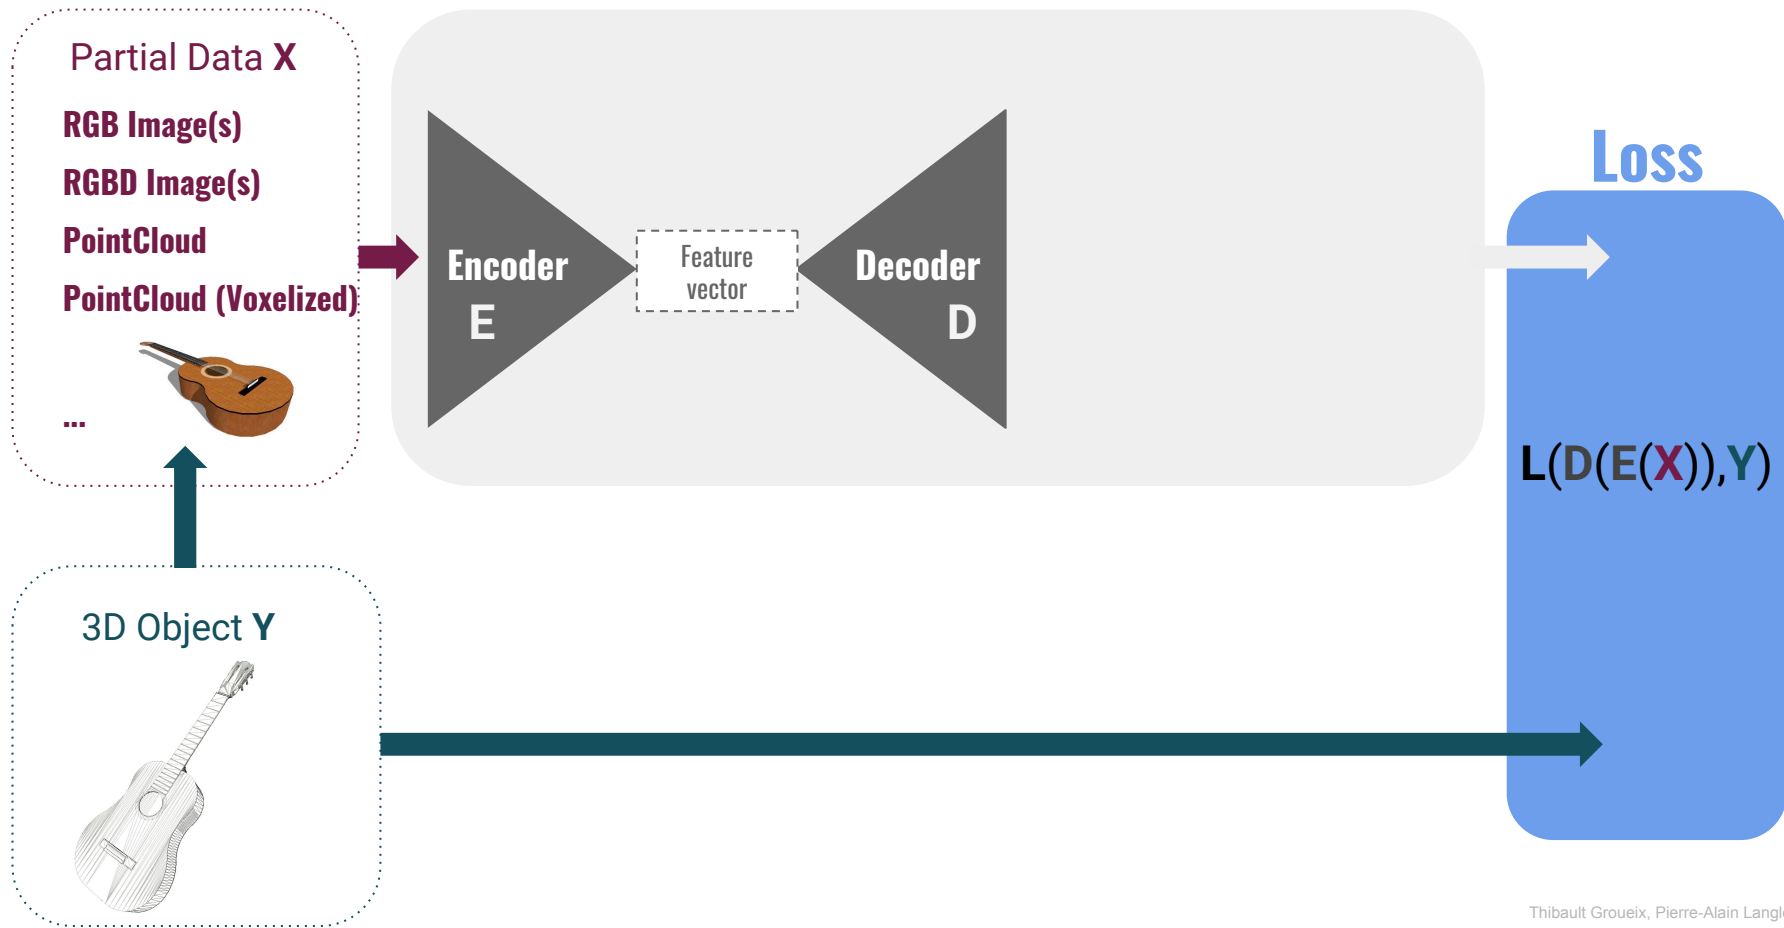 Partial Data X
RGB Image(s)
RGBD Image(s)
PointCloud
PointCloud (Voxelized)
...
Encoder
E
Feature
vector
Decoder
D
Loss
L(D(E(X)),Y)
3D Object Y
Thibault Groueix, Pierre-Alain